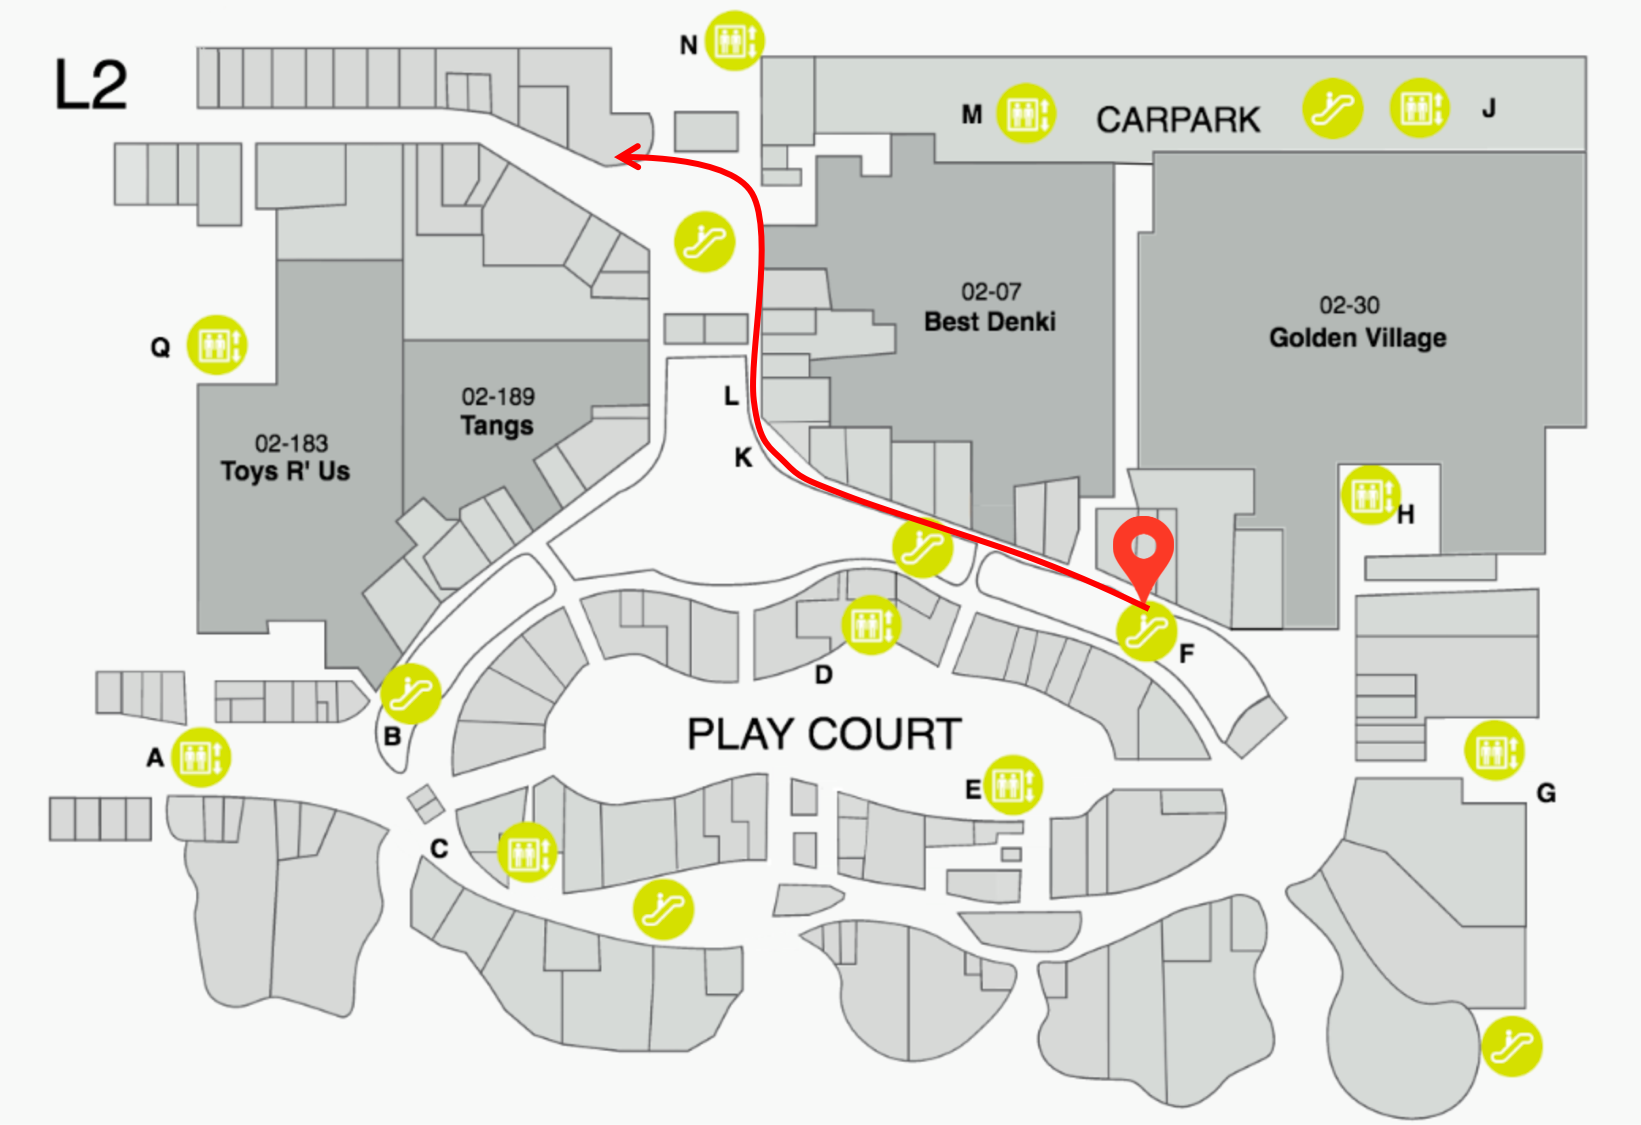 L2
N
M
CARPARK
J
02-07
Best Denki
02-30
Golden Village
Q
02-189
Tangs
L
02-183
Toys R' Us
K
H
F
D
B
PLAY COURT
A
E
G
C